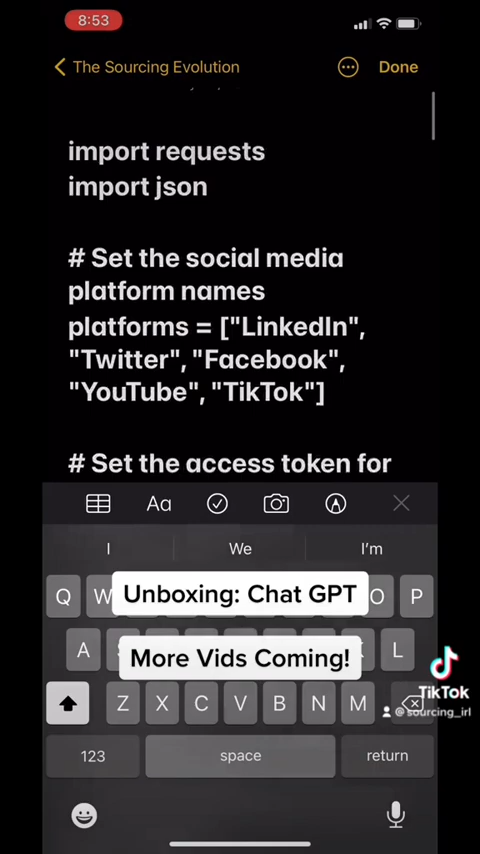 8:53
The Sourcing Evolution
Done
import requests
import json
# Set the social media
platform names
platforms = ["LinkedIn",
"Twitter", "Facebook",
"YouTube", "TikTok"]
# Set the access token for
Aa
I We I'm
Q W O P
Unboxing: Chat GPT
A L
More Vids Coming!
Z X C V B N M
TikTok
@sourcing_irl
123 space return